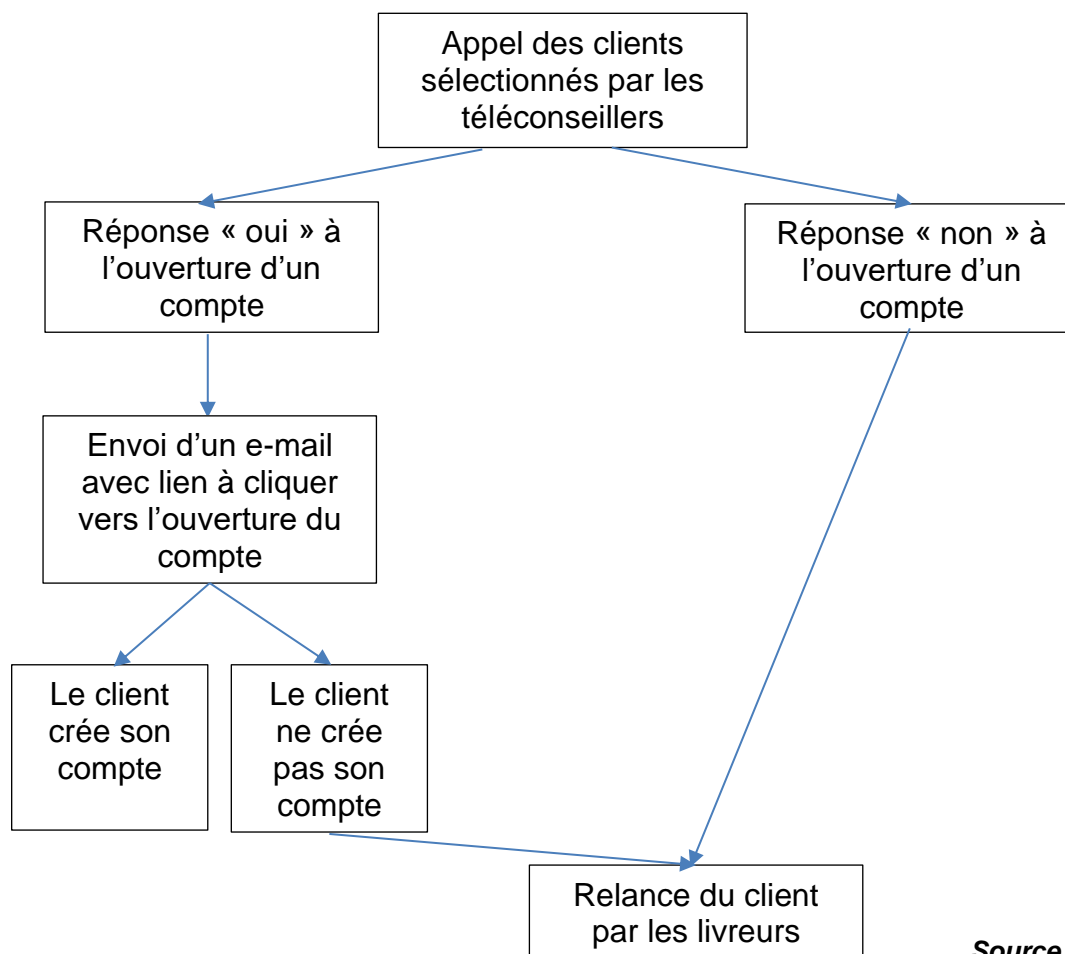 Appel des clients
sélectionnés par les
téléconseillers
Réponse « oui » à
l’ouverture d’un
compte
Réponse « non » à
l’ouverture d’un
compte
Envoi d’un e-mail
avec lien à cliquer
vers l’ouverture du
compte
Le client
crée son
compte
Le client
ne crée
pas son
compte
Relance du client
par les livreurs
Source